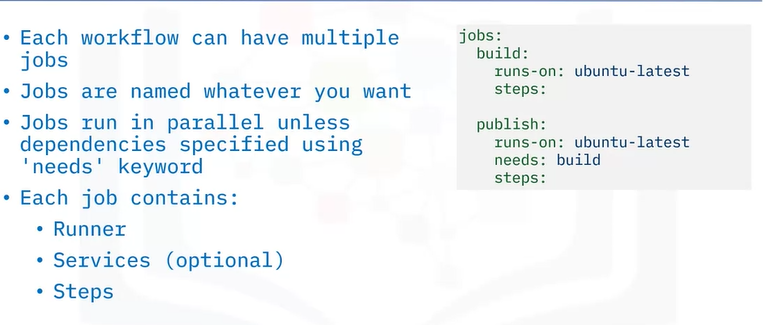 • Each workflow can have multiple
jobs
• Jobs are named whatever you want
• Jobs run in parallel unless
dependencies specified using
'needs' keyword
• Each job contains:
• Runner
• Services (optional)
• Steps
jobs:
  build:
    runs-on: ubuntu-latest
    steps:

  publish:
    runs-on: ubuntu-latest
    needs: build
    steps: